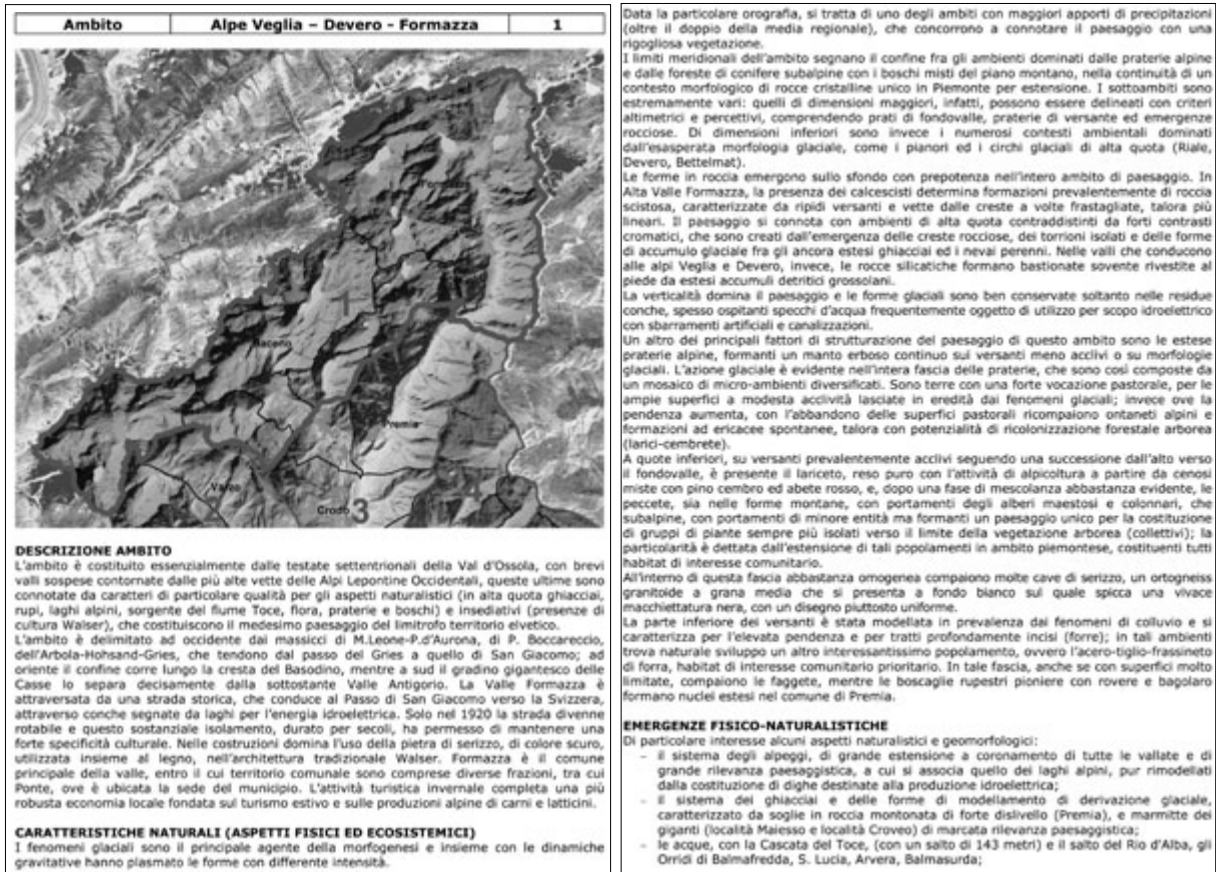 Ambito Alpe Veglia – Devero - Formazza 1
Formazza
1
Baceno
Premia
Varzo
Crodo 3
DESCRIZIONE AMBITO
L'ambito è costituito essenzialmente dalle testate settentrionali della Val d'Ossola, con brevi
valli sospese contornate dalle più alte vette delle Alpi Lepontine Occidentali, queste ultime sono
connotate da caratteri di particolare qualità per gli aspetti naturalistici (in alta quota ghiacciai,
rupi, laghi alpini, sorgente del fiume Toce, flora, praterie e boschi) e insediativi (presenze di
cultura Walser), che costituiscono il medesimo paesaggio del limitrofo territorio elvetico.
L'ambito è delimitato ad occidente dai massicci di M.Leone-P.d'Aurona, di P. Boccareccio,
dell'Arbola-Hohsand-Gries, che tendono dal passo del Gries a quello di San Giacomo; ad
oriente il confine corre lungo la cresta del Basodino, mentre a sud il gradino gigantesco delle
Casse lo separa decisamente dalla sottostante Valle Antigorio. La Valle Formazza è
attraversata da una strada storica, che conduce al Passo di San Giacomo verso la Svizzera,
attraverso conche segnate da laghi per l'energia idroelettrica. Solo nel 1920 la strada divenne
rotabile e questo sostanziale isolamento, durato per secoli, ha permesso di mantenere una
forte specificità culturale. Nelle costruzioni domina l'uso della pietra di serizzo, di colore scuro,
utilizzata insieme al legno, nell'architettura tradizionale Walser. Formazza è il comune
principale della valle, entro il cui territorio comunale sono comprese diverse frazioni, tra cui
Ponte, ove è ubicata la sede del municipio. L'attività turistica invernale completa una più
robusta economia locale fondata sul turismo estivo e sulle produzioni alpine di carni e latticini.
CARATTERISTICHE NATURALI (ASPETTI FISICI ED ECOSISTEMICI)
I fenomeni glaciali sono il principale agente della morfogenesi e insieme con le dinamiche
gravitative hanno plasmato le forme con differente intensità.
Data la particolare orografia, si tratta di uno degli ambiti con maggiori apporti di precipitazioni
(oltre il doppio della media regionale), che concorrono a connotare il paesaggio con una
rigogliosa vegetazione.
I limiti meridionali dell'ambito segnano il confine fra gli ambienti dominati dalle praterie alpine
e dalle foreste di conifere subalpine con i boschi misti del piano montano, nella continuità di un
contesto morfologico di rocce cristalline unico in Piemonte per estensione. I sottoambiti sono
estremamente vari: quelli di dimensioni maggiori, infatti, possono essere delineati con criteri
altimetrici e percettivi, comprendendo prati di fondovalle, praterie di versante ed emergenze
rocciose. Di dimensioni inferiori sono invece i numerosi contesti ambientali dominati
dall'esasperata morfologia glaciale, come i pianori ed i circhi glaciali di alta quota (Riale,
Devero, Bettelmat).
Le forme in roccia emergono sullo sfondo con prepotenza nell'intero ambito di paesaggio. In
Alta Valle Formazza, la presenza dei calcescisti determina formazioni prevalentemente di roccia
scistosa, caratterizzate da ripidi versanti e vette dalle creste a volte frastagliate, talora più
lineari. Il paesaggio si connota con ambienti di alta quota contraddistinti da forti contrasti
cromatici, che sono creati dall'emergenza delle creste rocciose, dei torrioni isolati e delle forme
di accumulo glaciale fra gli ancora estesi ghiacciai ed i nevai perenni. Nelle valli che conducono
alle alpi Veglia e Devero, invece, le rocce silicatiche formano bastionate sovente rivestite al
piede da estesi accumuli detritici grossolani.
La verticalità domina il paesaggio e le forme glaciali sono ben conservate soltanto nelle residue
conche, spesso ospitanti specchi d'acqua frequentemente oggetto di utilizzo per scopo idroelettrico
con sbarramenti artificiali e canalizzazioni.
Un altro dei principali fattori di strutturazione del paesaggio di questo ambito sono le estese
praterie alpine, formanti un manto erboso continuo sui versanti meno acclivi o su morfologie
glaciali. L'azione glaciale è evidente nell'intera fascia delle praterie, che sono così composte da
un mosaico di micro-ambienti diversificati. Sono terre con una forte vocazione pastorale, per le
ampie superfici a modesta acclività lasciate in eredità dai fenomeni glaciali; invece ove la
pendenza aumenta, con l'abbandono delle superfici pastorali ricompaiono ontaneti alpini e
formazioni ad ericacee spontanee, talora con potenzialità di ricolonizzazione forestale arborea
(larici-cembrete).
A quote inferiori, su versanti prevalentemente acclivi seguendo una successione dall'alto verso
il fondovalle, è presente il lariceto, reso puro con l'attività di alpicoltura a partire da cenosi
miste con pino cembro ed abete rosso, e, dopo una fase di mescolanza abbastanza evidente, le
peccete, sia nelle forme montane, con portamenti degli alberi maestosi e colonnari, che
subalpine, con portamenti di minore entità ma formanti un paesaggio unico per la costituzione
di gruppi di piante sempre più isolati verso il limite della vegetazione arborea (collettivi); la
particolarità è dettata dall'estensione di tali popolamenti in ambito piemontese, costituenti tutti
habitat di interesse comunitario.
All'interno di questa fascia abbastanza omogenea compaiono molte cave di serizzo, un ortogneiss
granitoide a grana media che si presenta a fondo bianco sul quale spicca una vivace
macchiettatura nera, con un disegno piuttosto uniforme.
La parte inferiore dei versanti è stata modellata in prevalenza dai fenomeni di colluvio e si
caratterizza per l'elevata pendenza e per tratti profondamente incisi (forre); in tali ambienti
trova naturale sviluppo un altro interessantissimo popolamento, ovvero l'acero-tiglio-frassineto
di forra, habitat di interesse comunitario prioritario. In tale fascia, anche se con superfici molto
limitate, compaiono le faggete, mentre le boscaglie rupestri pioniere con rovere e bagolaro
formano nuclei estesi nel comune di Premia.
EMERGENZE FISICO-NATURALISTICHE
Di particolare interesse alcuni aspetti naturalistici e geomorfologici:
- il sistema degli alpeggi, di grande estensione a coronamento di tutte le vallate e di
grande rilevanza paesaggistica, a cui si associa quello dei laghi alpini, pur rimodellati
dalla costituzione di dighe destinate alla produzione idroelettrica;
- il sistema dei ghiacciai e delle forme di modellamento di derivazione glaciale,
caratterizzato da soglie in roccia montonata di forte dislivello (Premia), e marmitte dei
giganti (località Maiesso e località Croveo) di marcata rilevanza paesaggistica;
- le acque, con la Cascata del Toce, (con un salto di 143 metri) e il salto del Rio d'Alba, gli
Orridi di Balmafredda, S. Lucia, Arvera, Balmasurda;